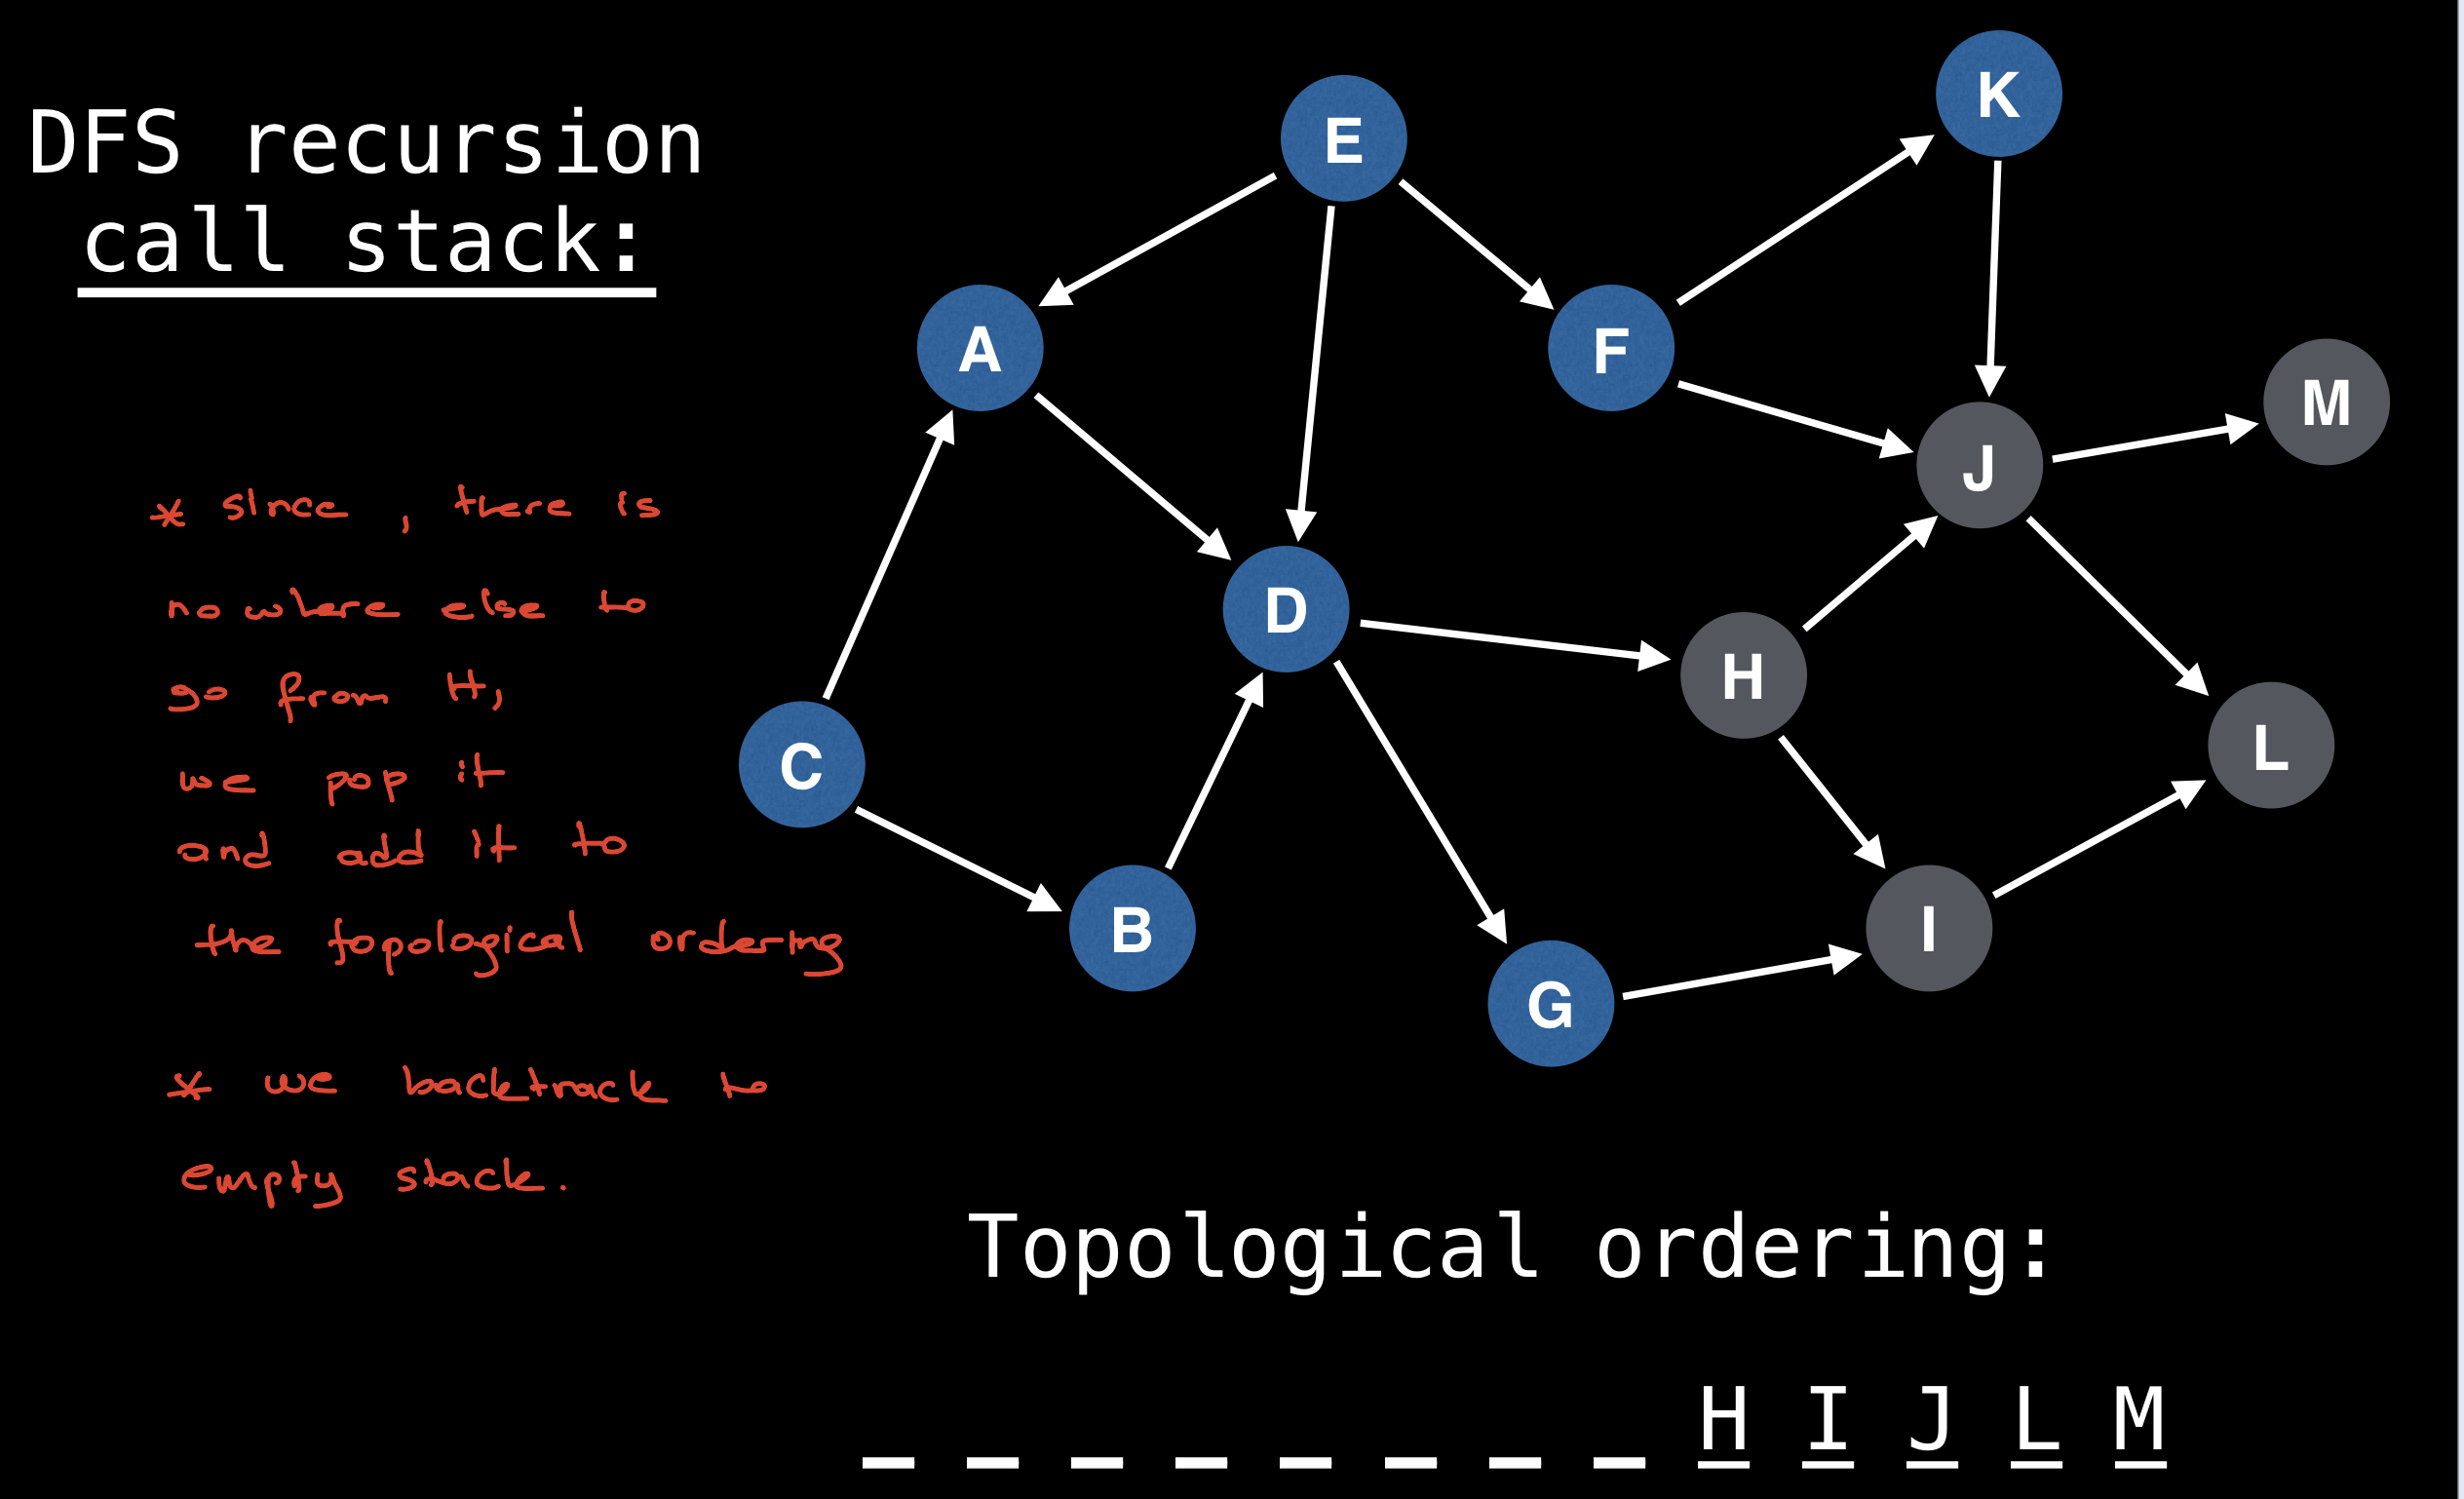 DFS recursion
call stack:
* since , there is
no where else to
go from H,
we pop it
and add it to
the topological ordering
* we backtrack to
empty stack.
E
K
A
F
M
J
D
H
C
L
B
I
G
Topological ordering:
_ _ _ _ _ _ _ _ H I J L M